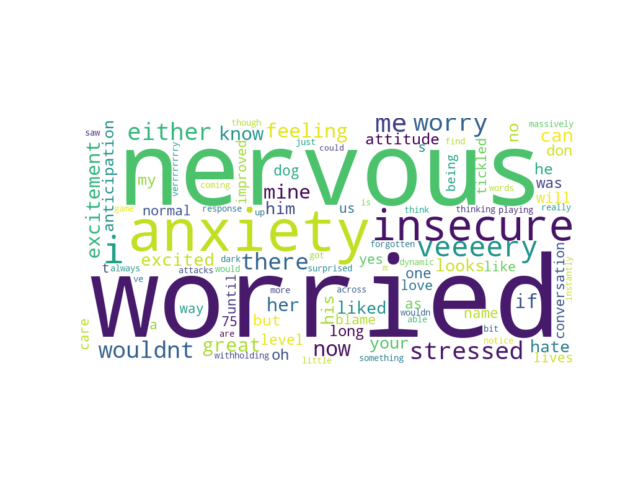 though
massively
saw
either
know
feeling
me
worry
attitude
s
just
could
find
no
can
don
excitement
anticipation
verrrrrrrry
nervous
improved
dog
tickled
being
he
was
will
my
mine
coming
words
game
normal
response
him
up
us
is
think
thinking
playing
really
anxiety
insecure
i
excited
there
dark
got
forgotten
yes
veeeery
dynamic
m
looks
like
instantly
conversation
t
always
ve
attacks
would
surprised
worried
one
love
way
until
her
more
across
liked
his
as
wouldn
able
bit
name
if
75
a
are
but
blame
long
notice
care
wouldnt
great
level
oh
now
your
stressed
hate
lives
withholding
little
something